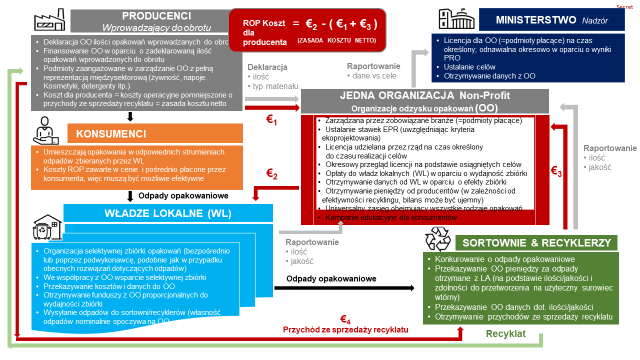 Secret
PRODUCENCI
Wprowadzający do obrotu
Deklaracja OO ilości opakowań wprowadzanych do obrotu
Finansowanie OO w oparciu o zadeklarowaną ilość
opakowań wprowadzanych do obrotu
Podmioty zaangażowane w zarządzanie OO z pełną
reprezentacją międzysektorową (żywność, napoje.
Kosmetyki, detergenty itp.)
Koszt dla producenta = koszty operacyjne pomniejszone o
przychody ze sprzedaży recyklatu = zasada kosztu netto
ROP Koszt
dla
producenta
= €2 - ( €1 + €3 )
(ZASADA KOSZTU NETTO)
MINISTERSTWO Nadzór
Licencja dla OO (=podmioty płacące) na czas
określony; odnawialna okresowo w oparciu o wyniki
PRO
Ustalanie celów
Otrzymywanie danych z OO
Deklaracja
ilość
typ materiału
Raportowanie
dane vs cele
€1
JEDNA ORGANIZACJA Non-Profit
Organizacje odzysku opakowań (OO)
Zarządzana przez zobowiązane branże (=podmioty płacące)
Ustalanie stawek EPR (uwzględniając kryteria
ekoprojektowania)
Licencja udzielana przez rząd na czas określony
do czasu realizacji celów
Okresowy przegląd licencji na podstawie osiągniętych celów
Opłaty do władz lokalnych (WL) w oparciu o wydajność zbiórki
Otrzymywanie danych od WL w oparciu o efekty zbiórki
Otrzymywanie pieniędzy od producentów (w zależności od
efektywności recyklingu, bilans może być ujemny)
Uniwersalny zasięg obejmujący wszystkie rodzaje opakowań
Kampanie edukacyjne dla konsumentów
KONSUMENCI
Umieszczają opakowania w odpowiednich strumieniach
odpadów zbieranych przez WL
Koszty ROP zawarte w cenie i pośrednio płacone przez
konsumenta, więc muszą być możliwie efektywne
Odpady opakowaniowe
€2
€3
Raportowanie
ilość
jakość
WŁADZE LOKALNE (WL)
Organizacja selektywnej zbiórki opakowań (bezpośrednio
lub poprzez podwykonawcę, podobnie jak w przypadku
obecnych rozwiązań dotyczących odpadów)
We współpracy z OO wsparcie selektywnej zbiórki
Przekazywanie kosztów i danych do OO
Otrzymywanie funduszy z OO proporcjonalnych do
wydajności zbiórki
Wysyłanie odpadów do sortowni/recyklerów (własność
odpadów nominalnie spoczywa na OO
Raportowanie
ilość
jakość
Odpady opakowaniowe
SORTOWNIE & RECYKLERZY
Konkurowanie o odpady opakowaniowe
Przekazywanie OO pieniędzy za odpady
otrzymane z LA (na podstawie ilości/jakości i
zdolności do przetworzenia na użyteczny surowiec
wtórny)
Przekazywanie OO danych dot. ilości/jakości
Otrzymywanie przychodów ze sprzedaży recyklatu
€4
Przychód ze sprzedaży recyklatu
Recyklat